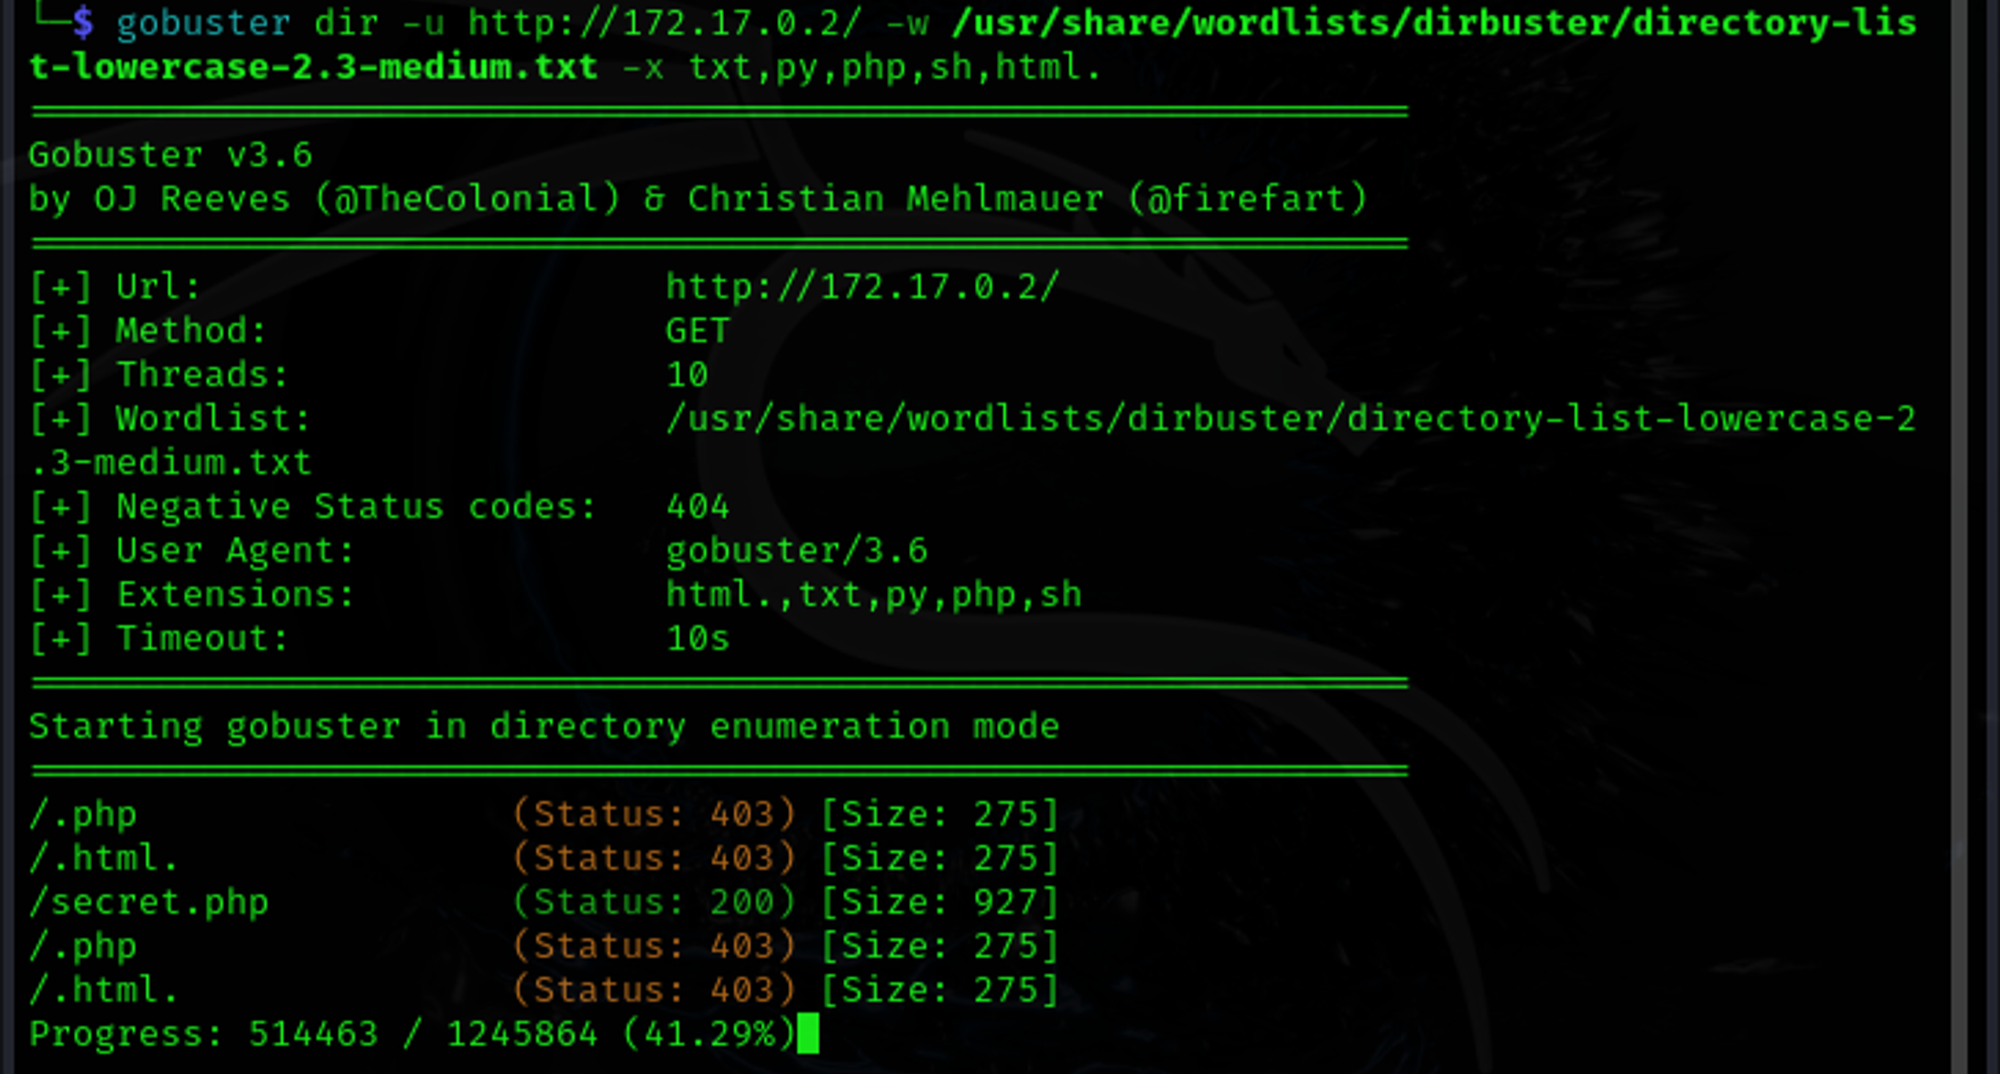 └─$ gobuster dir -u http://172.17.0.2/ -w /usr/share/wordlists/dirbuster/directory-lis
t-lowercase-2.3-medium.txt -x txt,py,php,sh,html.
===============================================================
Gobuster v3.6
by OJ Reeves (@TheColonial) & Christian Mehlmauer (@firefart)
===============================================================
[+] Url:                     http://172.17.0.2/
[+] Method:                  GET
[+] Threads:                 10
[+] Wordlist:                /usr/share/wordlists/dirbuster/directory-list-lowercase-2
.3-medium.txt
[+] Negative Status codes:   404
[+] User Agent:              gobuster/3.6
[+] Extensions:              html.,txt,py,php,sh
[+] Timeout:                 10s
===============================================================
Starting gobuster in directory enumeration mode
===============================================================
/.php                 (Status: 403) [Size: 275]
/.html.               (Status: 403) [Size: 275]
/secret.php           (Status: 200) [Size: 927]
/.php                 (Status: 403) [Size: 275]
/.html.               (Status: 403) [Size: 275]
Progress: 514463 / 1245864 (41.29%)